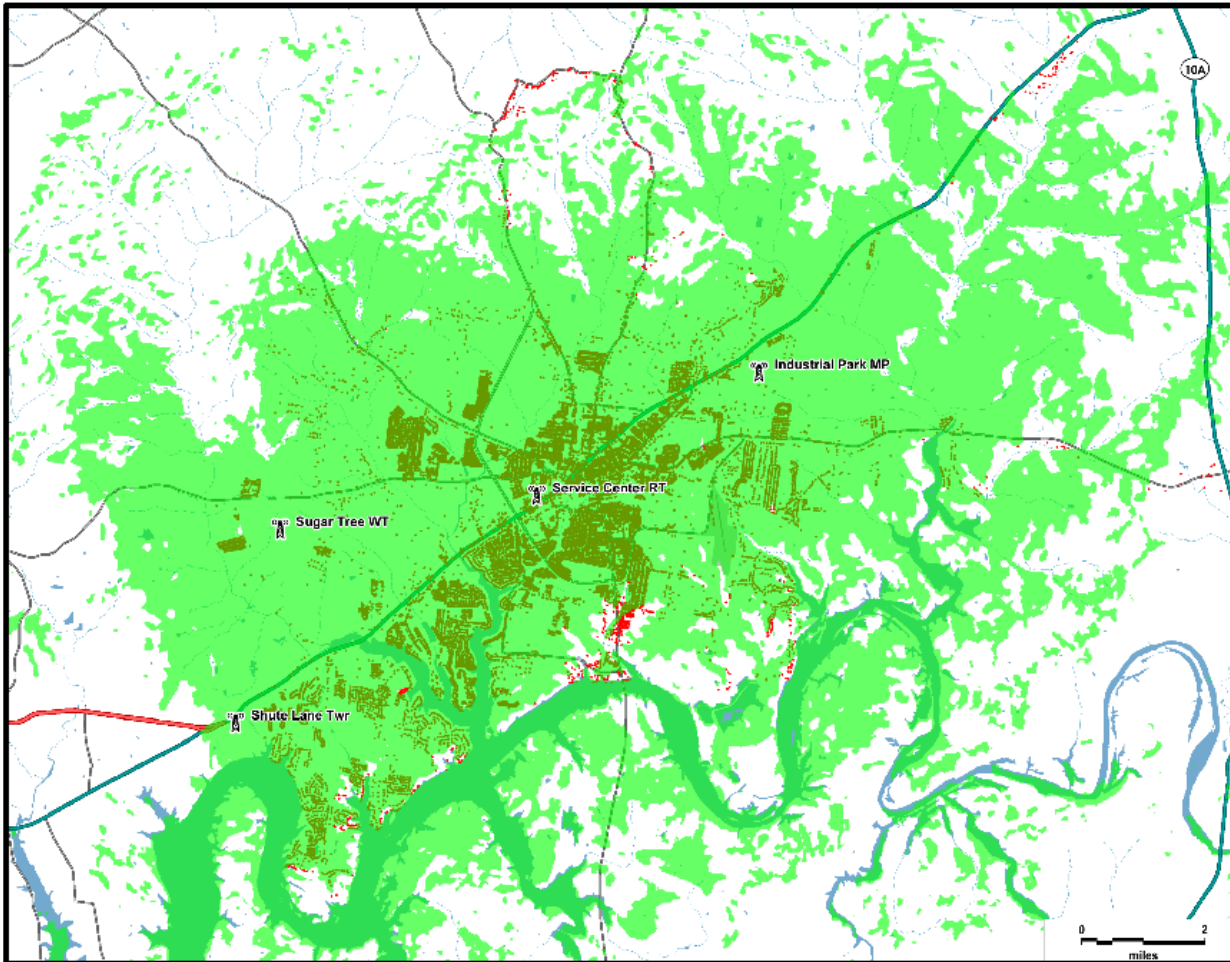 10A
Industrial Park MP
Service Center RT
Sugar Tree WT
Shute Lane Twr
0 2
miles